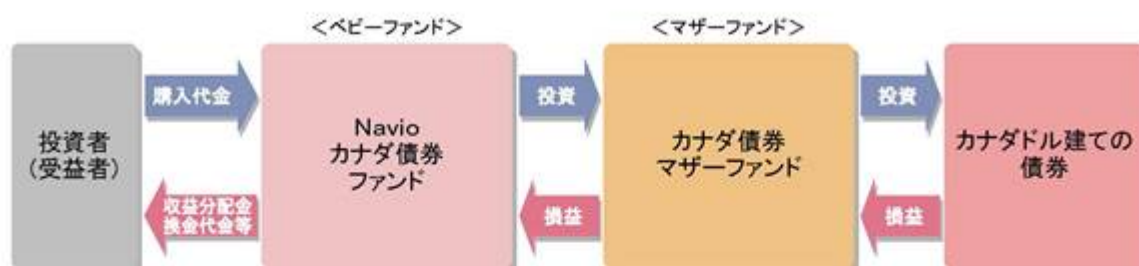 ＜ベビーファンド＞
＜マザーファンド＞
投資者
(受益者)
購入代金
収益分配金
換金代金等
Navio
カナダ債券
ファンド
投資
損益
カナダ債券
マザーファンド
投資
損益
カナダドル建ての
債券